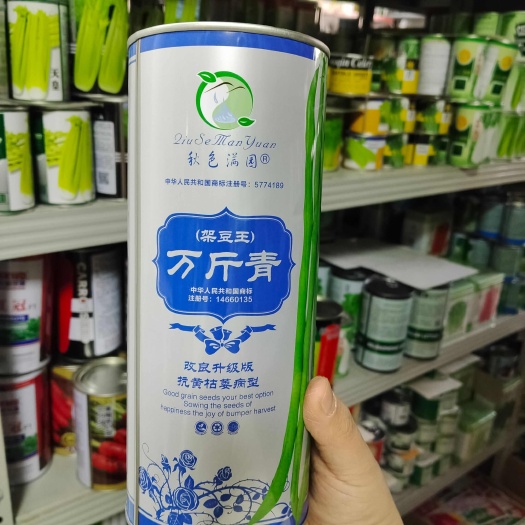 QiuSeManYuan
秋色满园®
中华人民共和国商标注册号：5774189
(架豆王)
万斤青
中华人民共和国商标
注册号：14660135
改良升级版
抗黄枯萎病型
Good grain seeds your best option
Sowing the seeds of
happiness the joy of bumper harvest